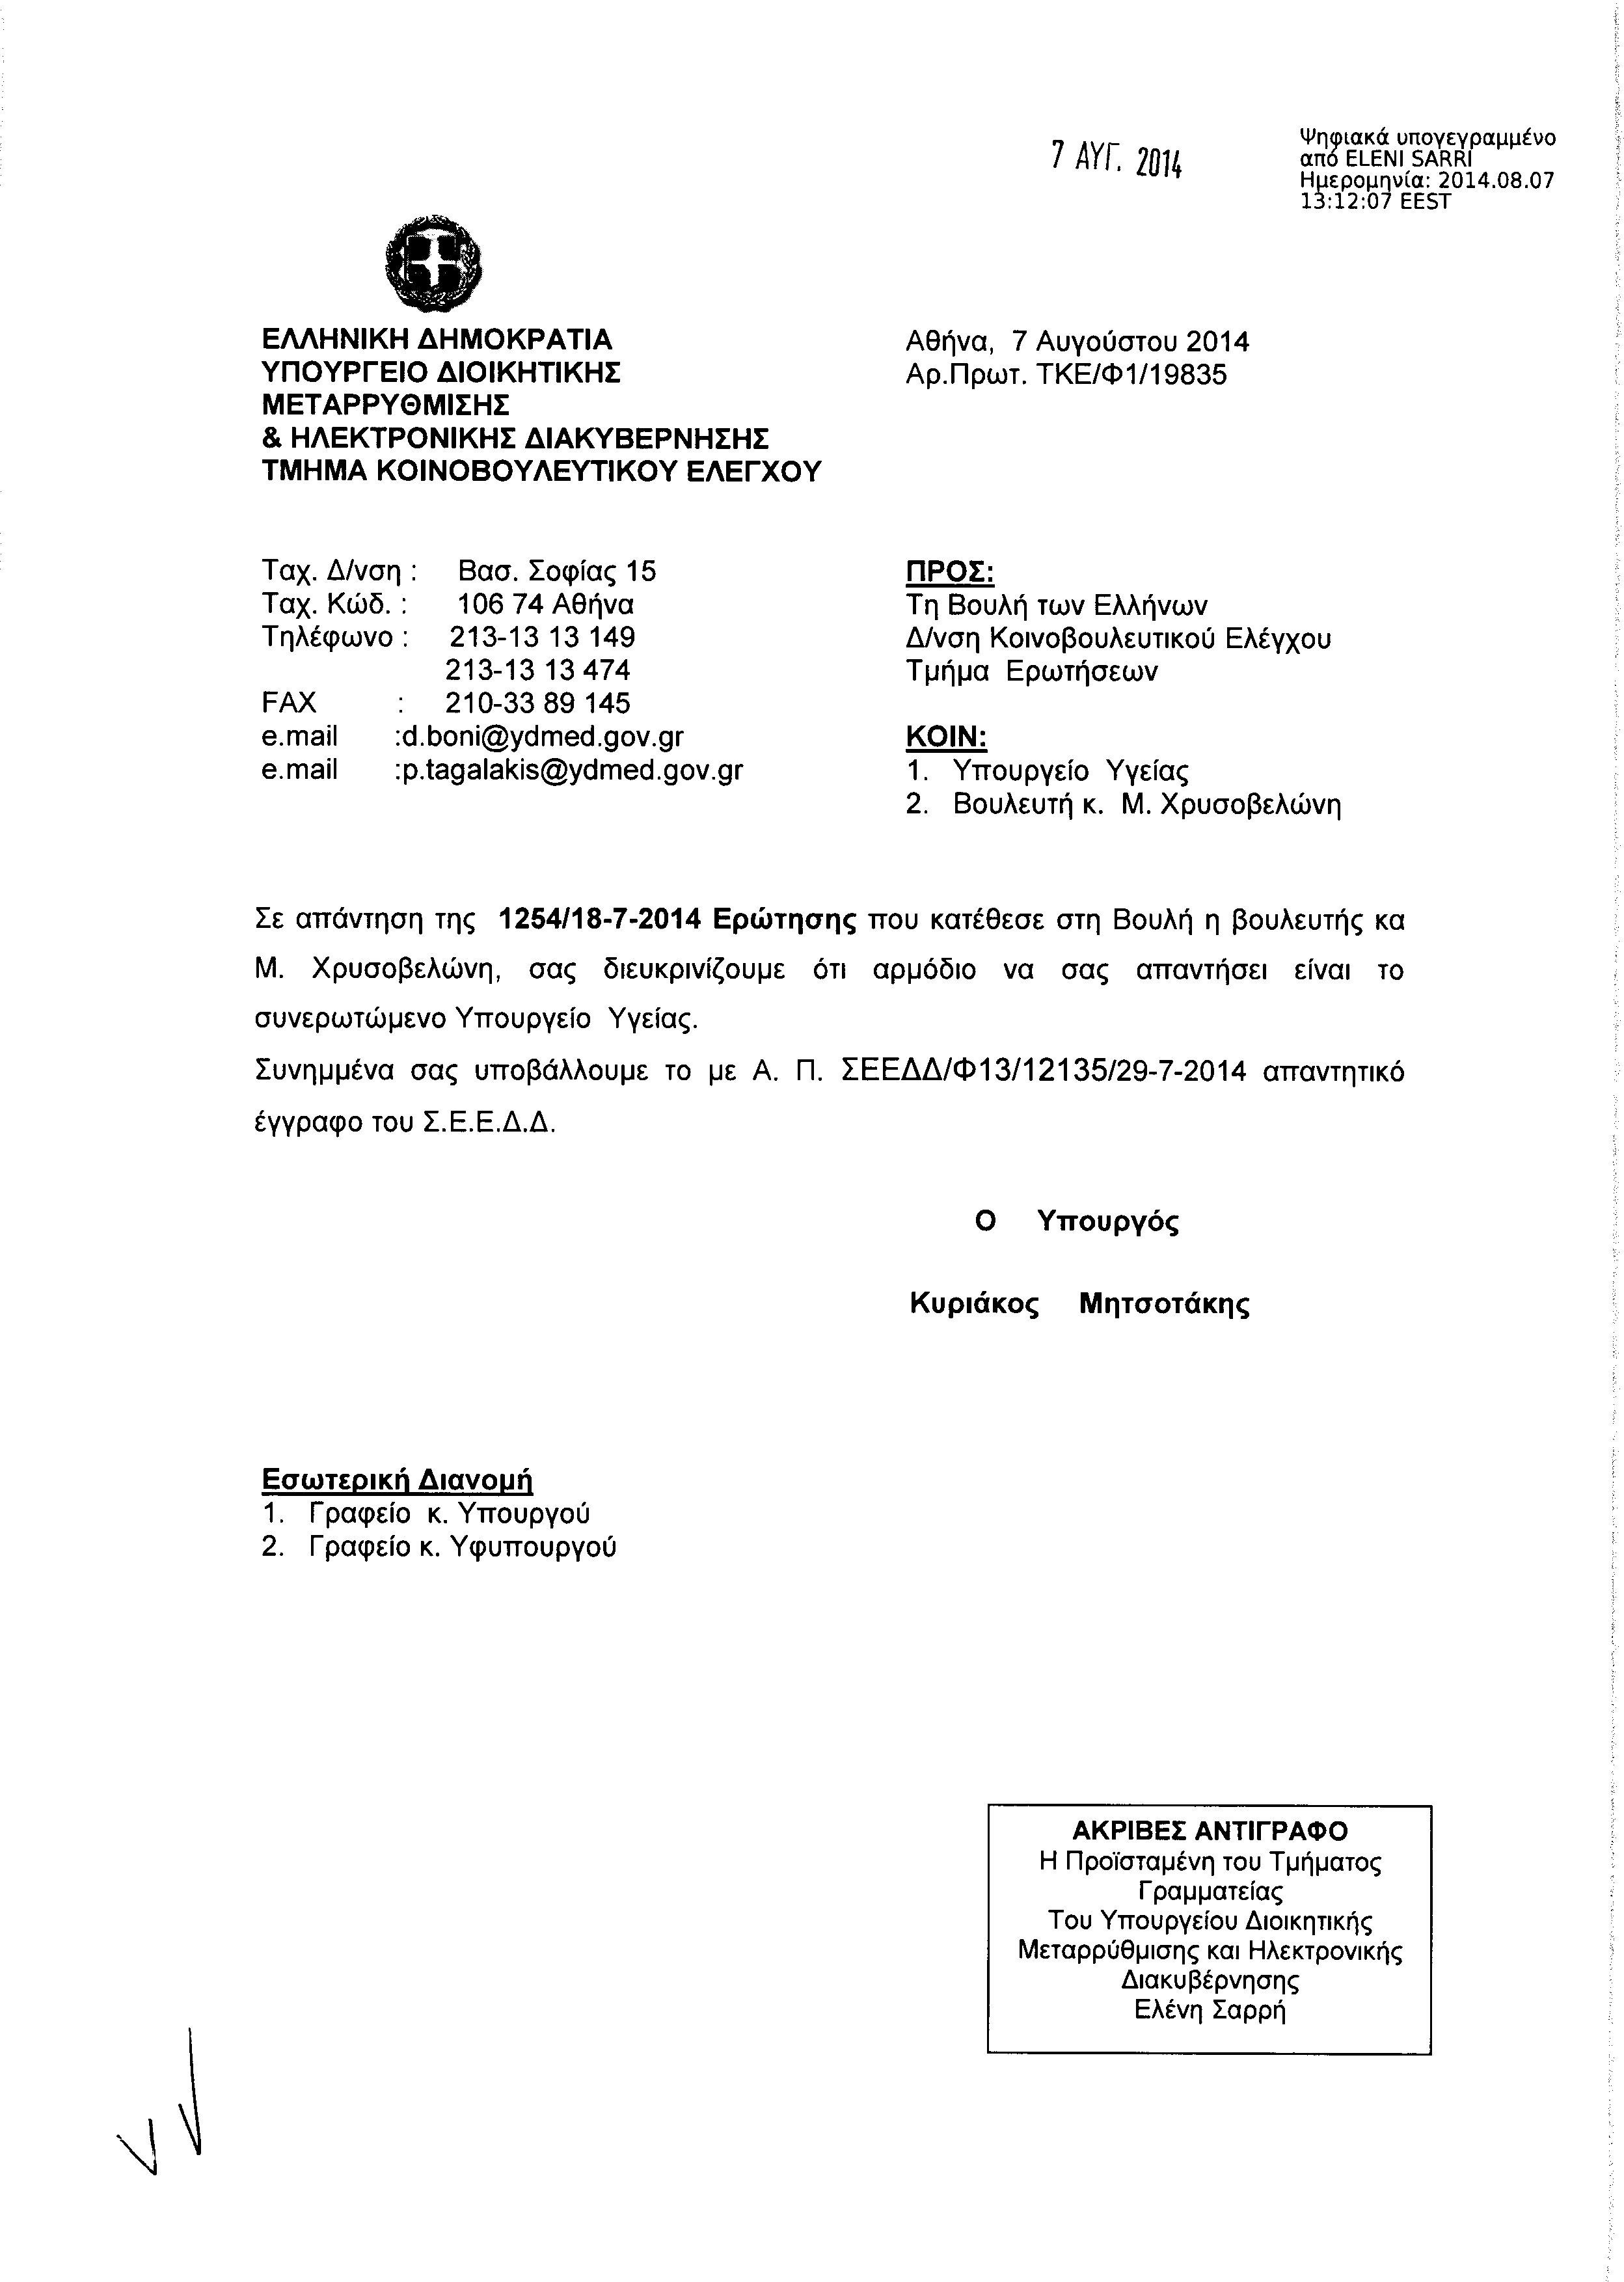 7 ΑΥΓ. 2014
Ψηφιακά υπογεγραμμένο
από ELENI SARRI
Ημερομηνία: 2014.08.07
13:12:07 EEST
ΕΛΛΗΝΙΚΗ ΔΗΜΟΚΡΑΤΙΑ
ΥΠΟΥΡΓΕΙΟ ΔΙΟΙΚΗΤΙΚΗΣ
ΜΕΤΑΡΡΥΘΜΙΣΗΣ
& ΗΛΕΚΤΡΟΝΙΚΗΣ ΔΙΑΚΥΒΕΡΝΗΣΗΣ
ΤΜΗΜΑ ΚΟΙΝΟΒΟΥΛΕΥΤΙΚΟΥ ΕΛΕΓΧΟΥ
Αθήνα, 7 Αυγούστου 2014
Αρ.Πρωτ. ΤΚΕ/Φ1/19835
Ταχ. Δ/νση : Βασ. Σοφίας 15
Ταχ. Κώδ. : 106 74 Αθήνα
Τηλέφωνο : 213-13 13 149
213-13 13 474
FAX : 210-33 89 145
e.mail :d.boni@ydmed.gov.gr
e.mail :p.tagalakis@ydmed.gov.gr
ΠΡΟΣ:
Τη Βουλή των Ελλήνων
Δ/νση Κοινοβουλευτικού Ελέγχου
Τμήμα Ερωτήσεων
ΚΟΙΝ:
1. Υπουργείο Υγείας
2. Βουλευτή κ. Μ. Χρυσοβελώνη
Σε απάντηση της 1254/18-7-2014 Ερώτησης που κατέθεσε στη Βουλή η βουλευτής κα
Μ. Χρυσοβελώνη, σας διευκρινίζουμε ότι αρμόδιο να σας απαντήσει είναι το
συνερωτώμενο Υπουργείο Υγείας.
Συνημμένα σας υποβάλλουμε το με Α. Π. ΣΕΕΔΔ/Φ13/12135/29-7-2014 απαντητικό
έγγραφο του Σ.Ε.Ε.Δ.Δ.
Ο Υπουργός
Κυριάκος Μητσοτάκης
Εσωτερική Διανομή
1. Γραφείο κ. Υπουργού
2. Γραφείο κ. Υφυπουργού
ΑΚΡΙΒΕΣ ΑΝΤΙΓΡΑΦΟ
Η Προϊσταμένη του Τμήματος
Γραμματείας
Του Υπουργείου Διοικητικής
Μεταρρύθμισης και Ηλεκτρονικής
Διακυβέρνησης
Ελένη Σαρρή